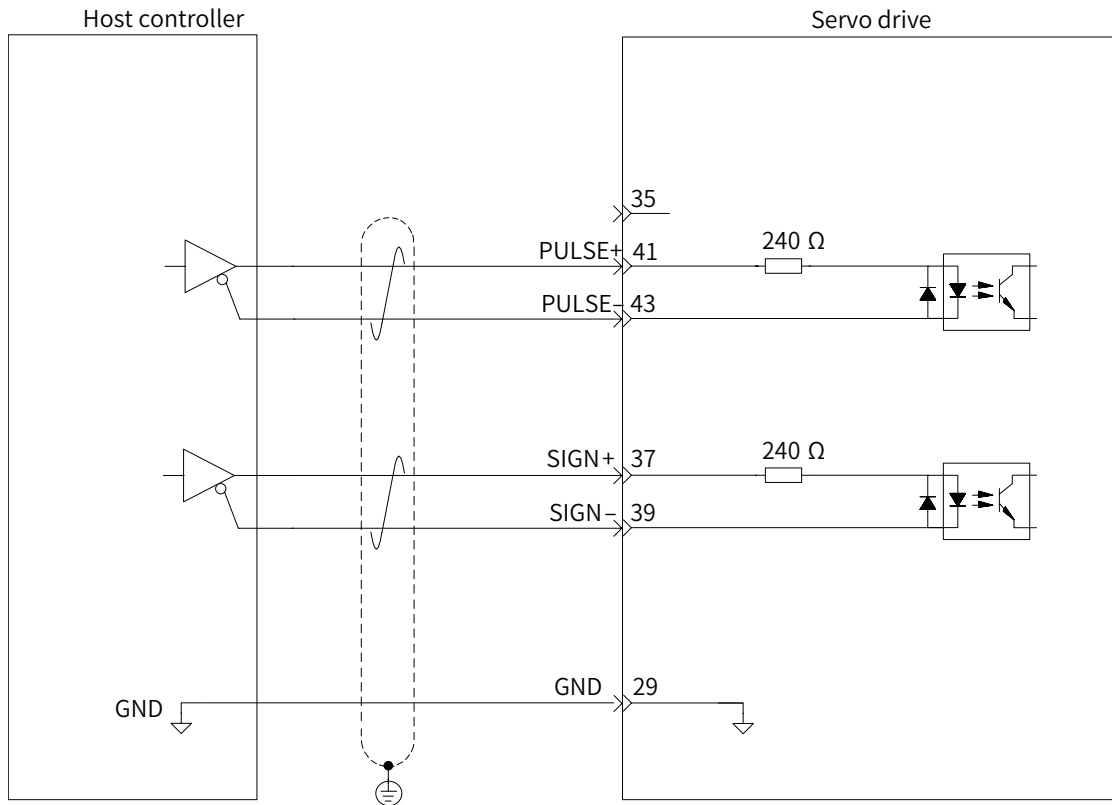 Host controller
Servo drive
35
PULSE+ 41
240 Ω
PULSE– 43
SIGN+ 37
240 Ω
SIGN– 39
GND
GND 29